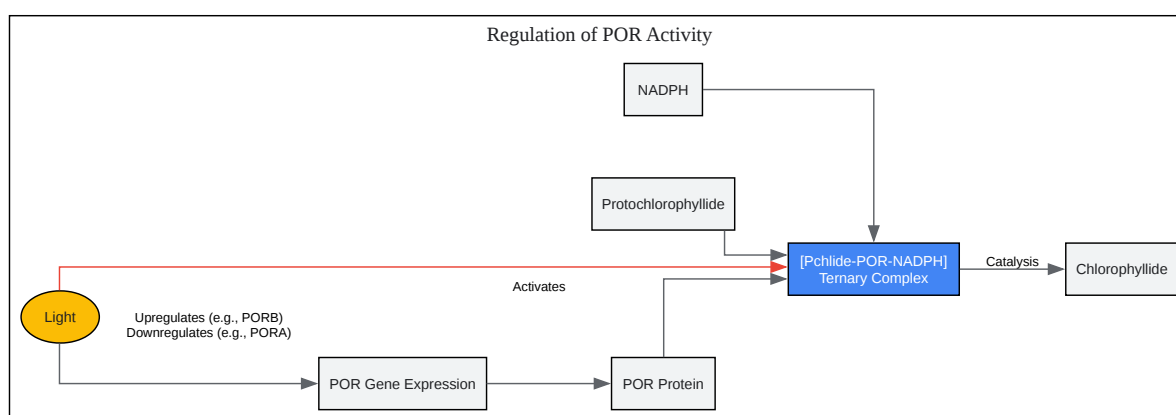 Regulation of POR Activity
NADPH
Protochlorophyllide
[Pchlide-POR-NADPH]
Ternary Complex
Catalysis
Chlorophyllide
Activates
Light
Upregulates (e.g., PORB)
Downregulates (e.g., PORA)
POR Gene Expression
POR Protein